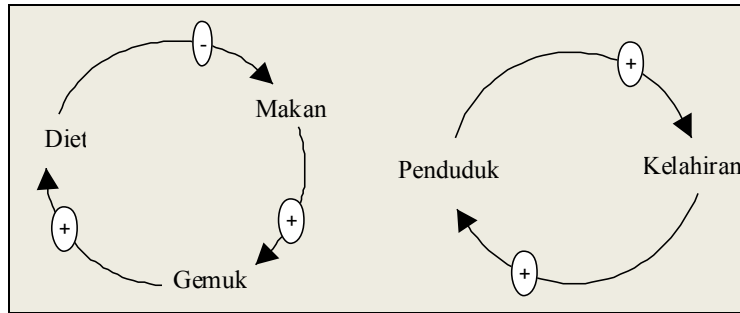 -
+
Makan
Diet
Penduduk
Kelahiran
+
+
Gemuk
+